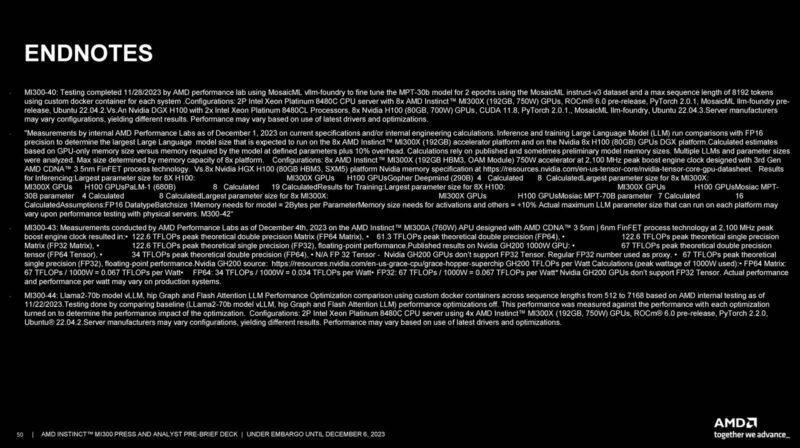 ENDNOTES
MI300-40: Testing completed 11/28/2023 by AMD performance lab using MosaicML vllm-foundry to fine tune the MPT-30b model for 2 epochs using the MosaicML instruct-v3 dataset and a max sequence length of 8192 tokens
using custom docker container for each system .Configurations: 2P Intel Xeon Platinum 8480C CPU server with 8x AMD Instinct™ MI300X (192GB, 750W) GPUs, ROCm® 6.0 pre-release, PyTorch 2.0.1, MosaicML llm-foundry pre-
release, Ubuntu 22.04.2.Vs.An Nvidia DGX H100 with 2x Intel Xeon Platinum 8480CL Processors, 8x Nvidia H100 (80GB, 700W) GPUs, CUDA 11.8, PyTorch 2.0.1., MosaicML llm-foundry, Ubuntu 22.04.3.Server manufacturers
may vary configurations, yielding different results. Performance may vary based on use of latest drivers and optimizations.
"Measurements by internal AMD Performance Labs as of December 1, 2023 on current specifications and/or internal engineering calculations. Inference and training Large Language Model (LLM) run comparisons with FP16
precision to determine the largest Large Language model size that is expected to run on the 8x AMD Instinct™ MI300X (192GB) accelerator platform and on the Nvidia 8x H100 (80GB) GPUs DGX platform.Calculated estimates
based on GPU-only memory size versus memory required by the model at defined parameters plus 10% overhead. Calculations rely on published and sometimes preliminary model memory sizes. Multiple LLMs and parameter sizes
were analyzed. Max size determined by memory capacity of 8x platform. Configurations: 8x AMD Instinct™ MI300X (192GB HBM3, OAM Module) 750W accelerator at 2,100 MHz peak boost engine clock designed with 3rd Gen
AMD CDNA™ 3 5nm FinFET process technology. Vs.8x Nvidia HGX H100 (80GB HBM3, SXM5) platform Nvidia memory specification at https://resources.nvidia.com/en-us-tensor-core/nvidia-tensor-core-gpu-datasheet. Results
for Inferencing:Largest parameter size for 8X H100: MI300X GPUs H100 GPUsGopher Deepmind (290B) 4 Calculated 8 CalculatedLargest parameter size for 8x MI300X:
MI300X GPUs H100 GPUsPaLM-1 (680B) 8 Calculated 19 CalculatedResults for Training:Largest parameter size for 8X H100: MI300X GPUs H100 GPUsMosaic MPT-
30B parameter 4 Calculated 8 CalculatedLargest parameter size for 8x MI300X: MI300X GPUs H100 GPUsMosaic MPT-70B parameter 7 Calculated 16
CalculatedAssumptions:FP16 DatatypeBatchsize 1Memory needs for model = 2Bytes per ParameterMemory size needs for activations and others = +10% Actual maximum LLM parameter size that can run on each platform may
vary upon performance testing with physical servers. M300-42"
MI300-43: Measurements conducted by AMD Performance Labs as of December 4th, 2023 on the AMD Instinct™ MI300A (760W) APU designed with AMD CDNA™ 3 5nm | 6nm FinFET process technology at 2,100 MHz peak
boost engine clock resulted in:• 122.6 TFLOPs peak theoretical double precision Matrix (FP64 Matrix), • 61.3 TFLOPs peak theoretical double precision (FP64), • 122.6 TFLOPs peak theoretical single precision
Matrix (FP32 Matrix), • 122.6 TFLOPs peak theoretical single precision (FP32), floating-point performance.Published results on Nvidia GH200 1000W GPU: • 67 TFLOPs peak theoretical double precision
tensor (FP64 Tensor), • 34 TFLOPs peak theoretical double precision (FP64), • N/A FP 32 Tensor - Nvidia GH200 GPUs don't support FP32 Tensor. Regular FP32 number used as proxy. • 67 TFLOPs peak theoretical
single precision (FP32), floating-point performance.Nvidia GH200 source: https://resources.nvidia.com/en-us-grace-cpu/grace-hopper-superchip GH200 TFLOPs per Watt Calculations (peak wattage of 1000W used):• FP64 Matrix:
67 TFLOPs / 1000W = 0.067 TFLOPs per Watt• FP64: 34 TFLOPs / 1000W = 0.034 TFLOPs per Watt• FP32: 67 TFLOPs / 1000W = 0.067 TFLOPs per Watt* Nvidia GH200 GPUs don't support FP32 Tensor. Actual performance
and performance per watt may vary on production systems.
MI300-44: Llama2-70b model vLLM, hip Graph and Flash Attention LLM Performance Optimization comparison using custom docker containers across sequence lengths from 512 to 7168 based on AMD internal testing as of
11/22/2023.Testing done by comparing baseline (LLama2-70b model vLLM, hip Graph and Flash Attention LLM) performance optimizations off. This performance was measured against the performance with each optimization
turned on to determine the performance impact of the optimization. Configurations: 2P Intel Xeon Platinum 8480C CPU server using 4x AMD Instinct™ MI300X (192GB, 750W) GPUs, ROCm® 6.0 pre-release, PyTorch 2.2.0,
Ubuntu® 22.04.2.Server manufacturers may vary configurations, yielding different results. Performance may vary based on use of latest drivers and optimizations.
50 | AMD INSTINCT™ MI300 PRESS AND ANALYST PRE-BRIEF DECK | UNDER EMBARGO UNTIL DECEMBER 6, 2023
AMD
together we advance_